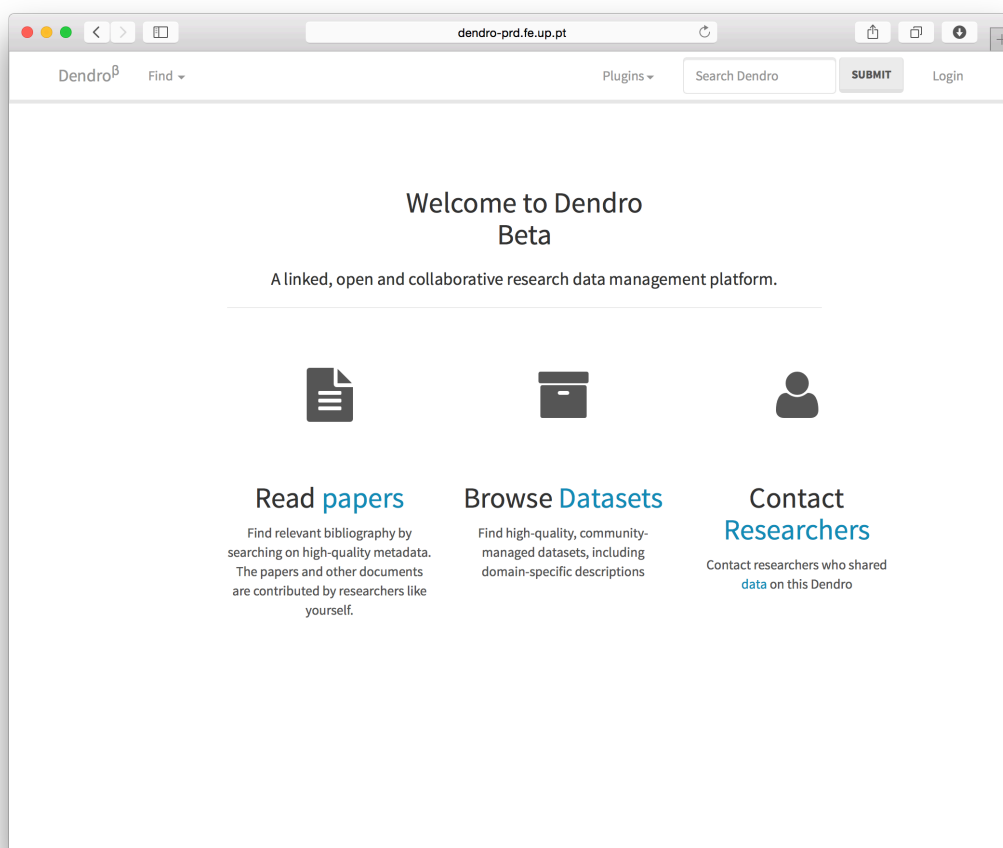 dendro-prd.fe.up.pt
Dendroβ Find Plugins Search Dendro SUBMIT Login
Welcome to Dendro
Beta
A linked, open and collaborative research data management platform.
Read papers
Find relevant bibliography by
searching on high-quality metadata.
The papers and other documents
are contributed by researchers like
yourself.
Browse Datasets
Find high-quality, community-
managed datasets, including
domain-specific descriptions
Contact
Researchers
Contact researchers who shared
data on this Dendro